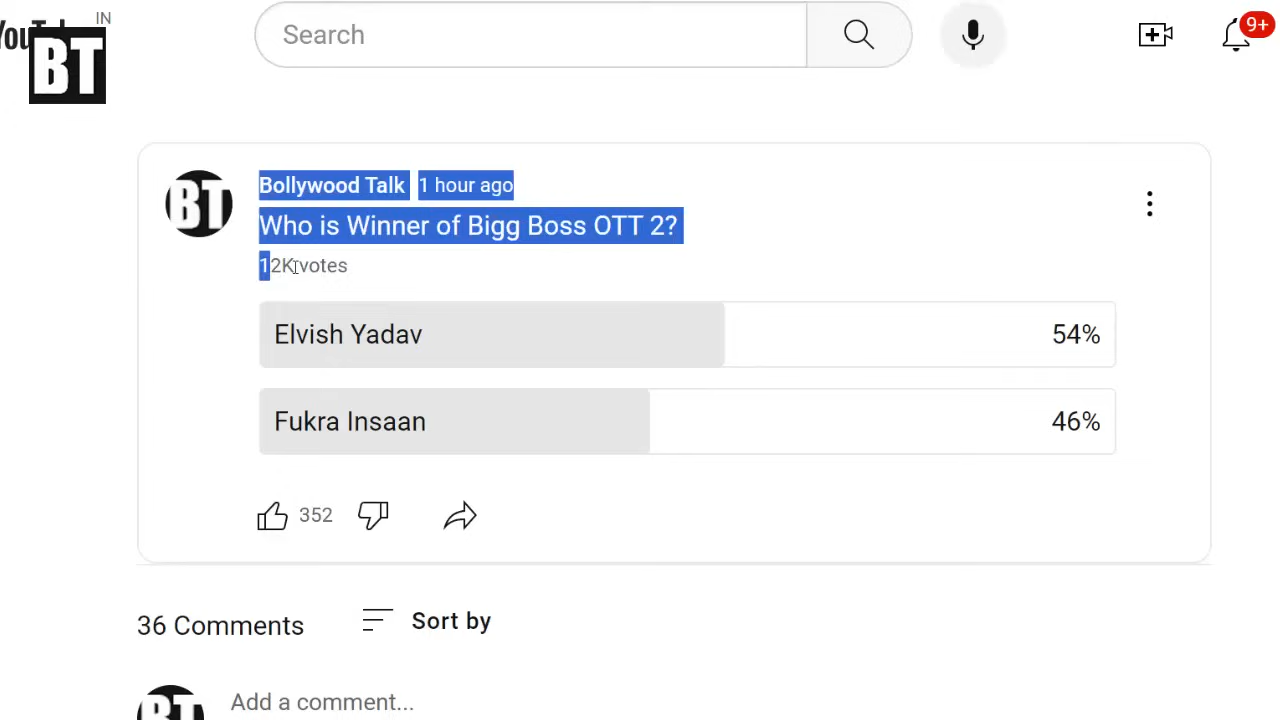 IN
BT
Search
9+
BT
Bollywood Talk 1 hour ago
Who is Winner of Bigg Boss OTT 2?
12K votes
Elvish Yadav 54%
Fukra Insaan 46%
352
36 Comments Sort by
BT Add a comment...